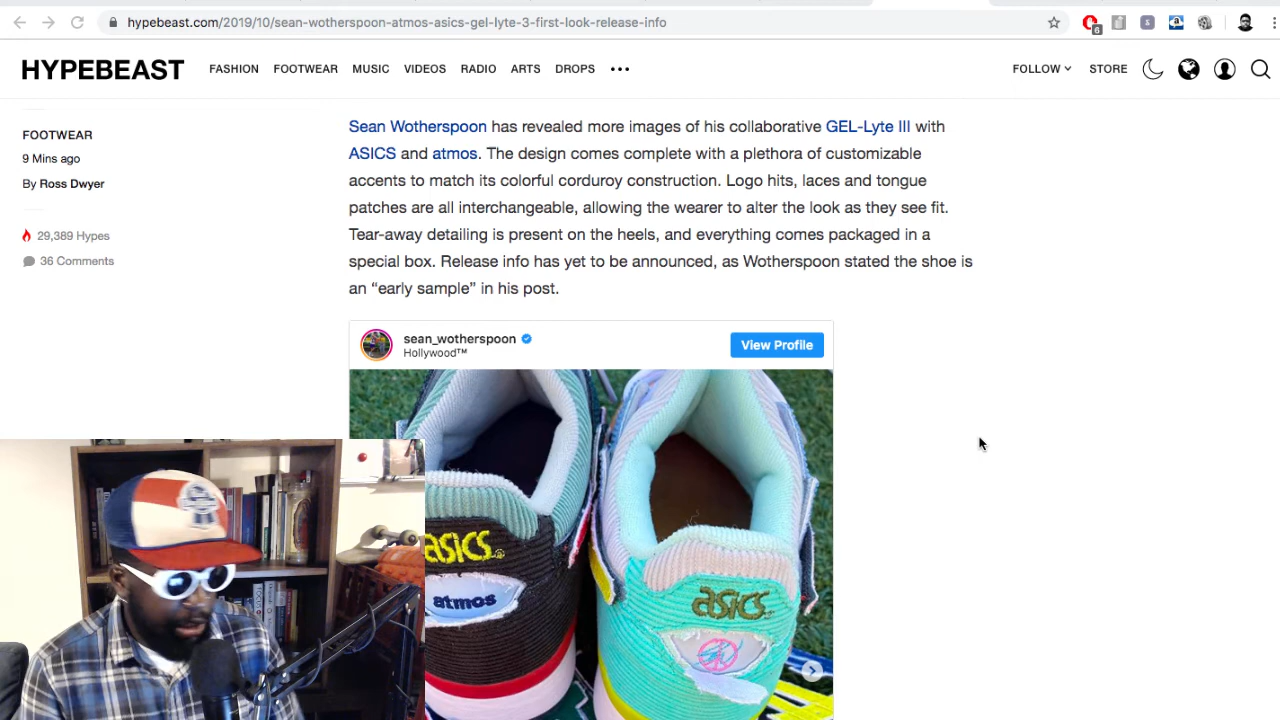 hypebeast.com/2019/10/sean-wotherspoon-atmos-asics-gel-lyte-3-first-look-release-info
6
HYPEBEAST FASHION FOOTWEAR MUSIC VIDEOS RADIO ARTS DROPS ••• FOLLOW STORE
FOOTWEAR
9 Mins ago
By Ross Dwyer
29,389 Hypes
36 Comments
Sean Wotherspoon has revealed more images of his collaborative GEL-Lyte III with
ASICS and atmos. The design comes complete with a plethora of customizable
accents to match its colorful corduroy construction. Logo hits, laces and tongue
patches are all interchangeable, allowing the wearer to alter the look as they see fit.
Tear-away detailing is present on the heels, and everything comes packaged in a
special box. Release info has yet to be announced, as Wotherspoon stated the shoe is
an “early sample” in his post.
sean_wotherspoon
Hollywood™
View Profile
asics
atmos
asics